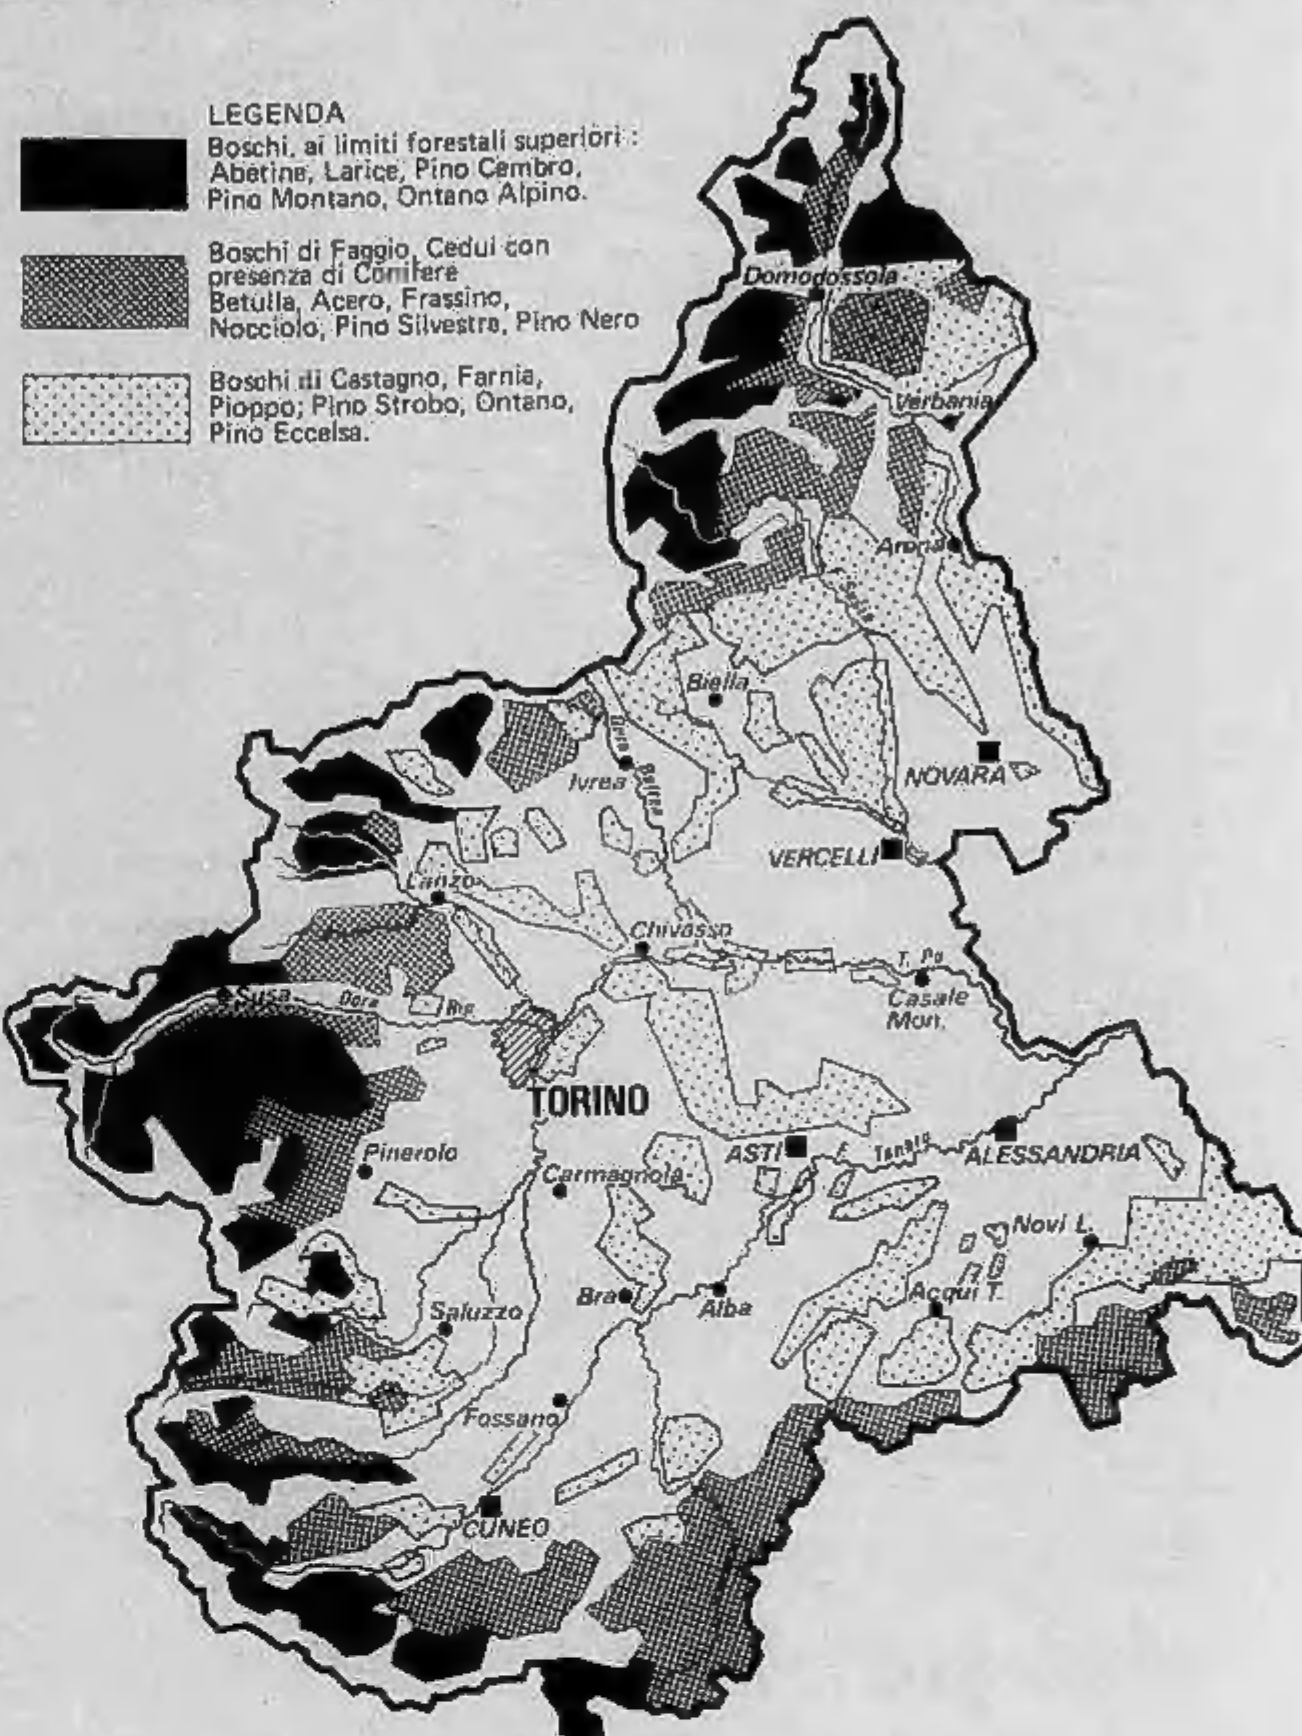 LEGENDA
Boschi. ai limiti forestali superiori :
Abetine, Larice, Pino Cembro,
Pino Montano, Ontano Alpino.
Boschi di Faggio, Cedui con
presenza di Conifere
Betulla, Acero, Frassino,
Nocciolo, Pino Silvestre, Pino Nero
Boschi di Castagno, Farnia,
Pioppo; Pino Strobo, Ontano,
Pino Eccelsa.
Domodossola
Verbania
Arona
Sesia
Biella
Dora Baltea
Ivrea
NOVARA
VERCELLI
Lanzo
Chivasso
F. Po
Casale
Mon.
Susa
Dora
Rip.
TORINO
Pinerolo
ASTI
F. Tanaro
ALESSANDRIA
Carmagnola
Novi L.
Bra
Alba
Acqui T.
Saluzzo
Fossano
CUNEO